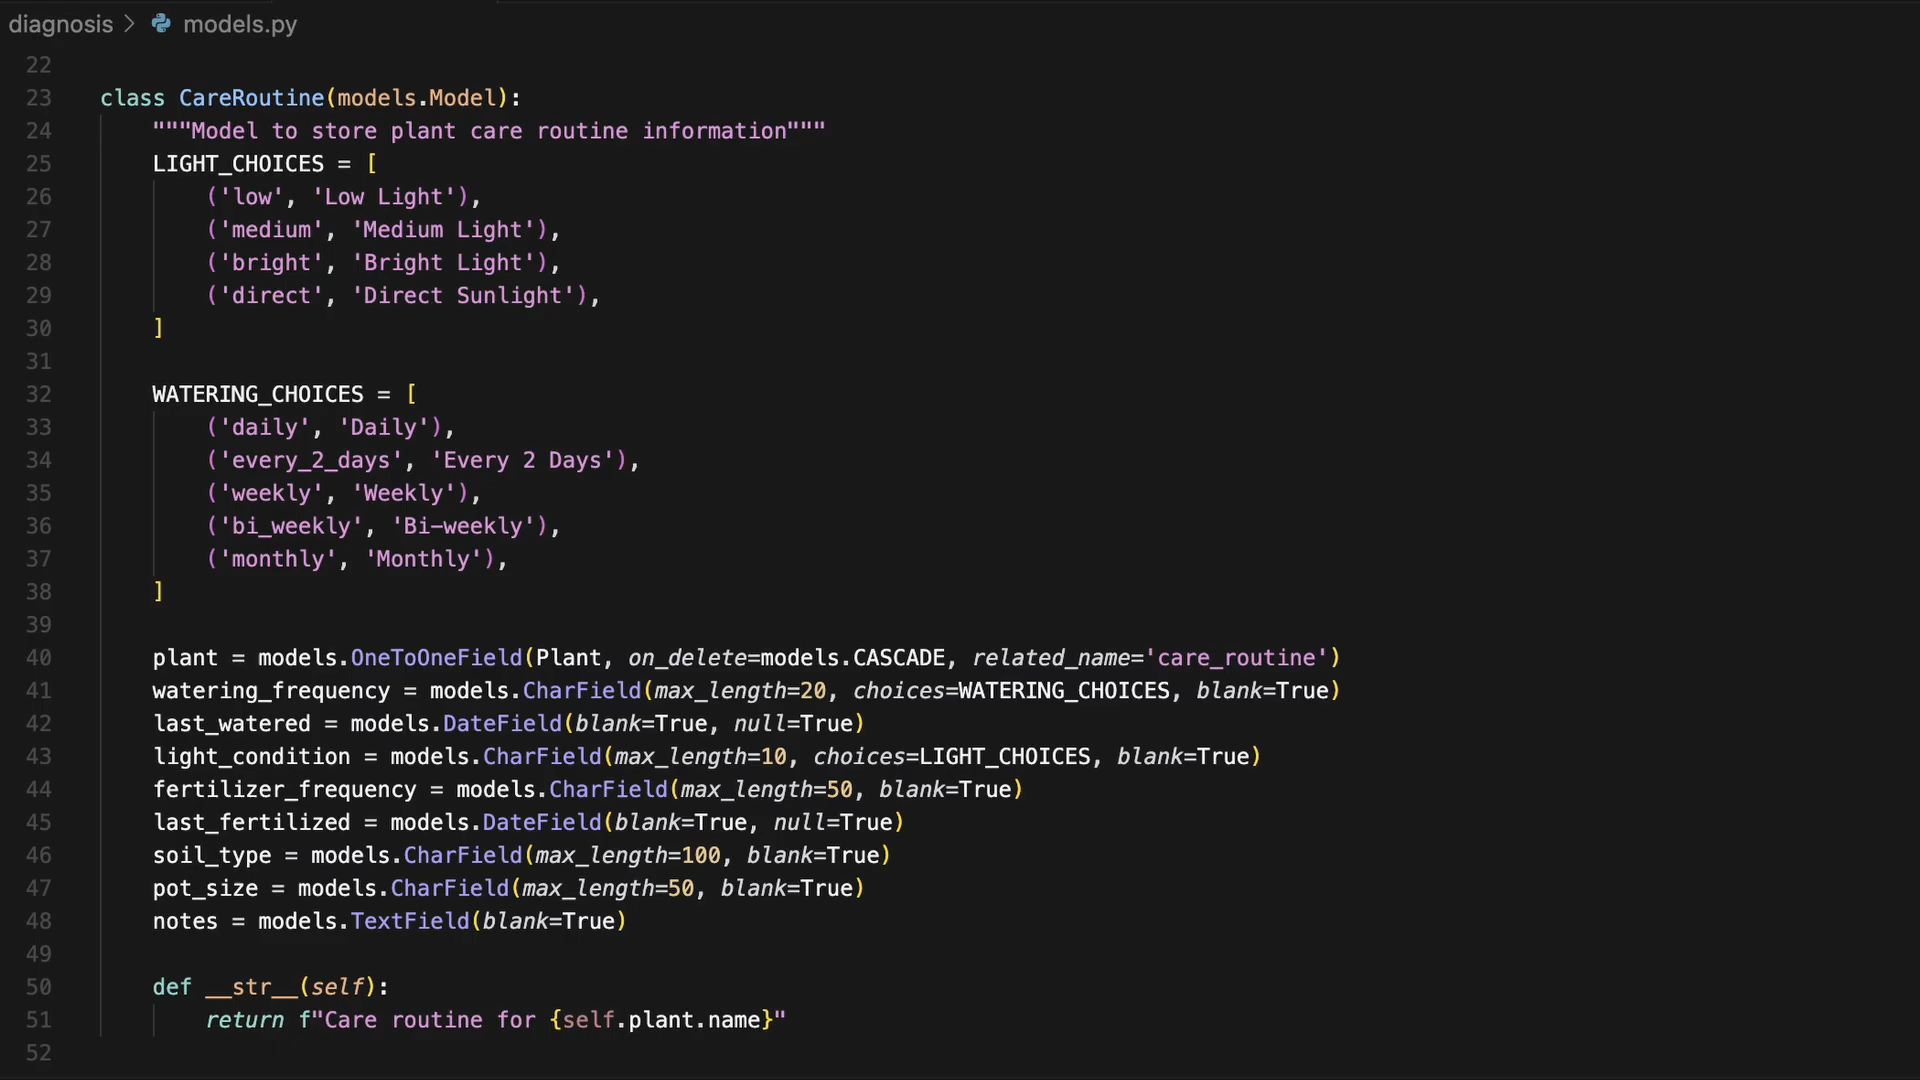 diagnosis > models.py
22
23 class CareRoutine(models.Model):
24     """Model to store plant care routine information"""
25     LIGHT_CHOICES = [
26         ('low', 'Low Light'),
27         ('medium', 'Medium Light'),
28         ('bright', 'Bright Light'),
29         ('direct', 'Direct Sunlight'),
30     ]
31
32     WATERING_CHOICES = [
33         ('daily', 'Daily'),
34         ('every_2_days', 'Every 2 Days'),
35         ('weekly', 'Weekly'),
36         ('bi_weekly', 'Bi-weekly'),
37         ('monthly', 'Monthly'),
38     ]
39
40     plant = models.OneToOneField(Plant, on_delete=models.CASCADE, related_name='care_routine')
41     watering_frequency = models.CharField(max_length=20, choices=WATERING_CHOICES, blank=True)
42     last_watered = models.DateField(blank=True, null=True)
43     light_condition = models.CharField(max_length=10, choices=LIGHT_CHOICES, blank=True)
44     fertilizer_frequency = models.CharField(max_length=50, blank=True)
45     last_fertilized = models.DateField(blank=True, null=True)
46     soil_type = models.CharField(max_length=100, blank=True)
47     pot_size = models.CharField(max_length=50, blank=True)
48     notes = models.TextField(blank=True)
49
50     def __str__(self):
51         return f"Care routine for {self.plant.name}"
52